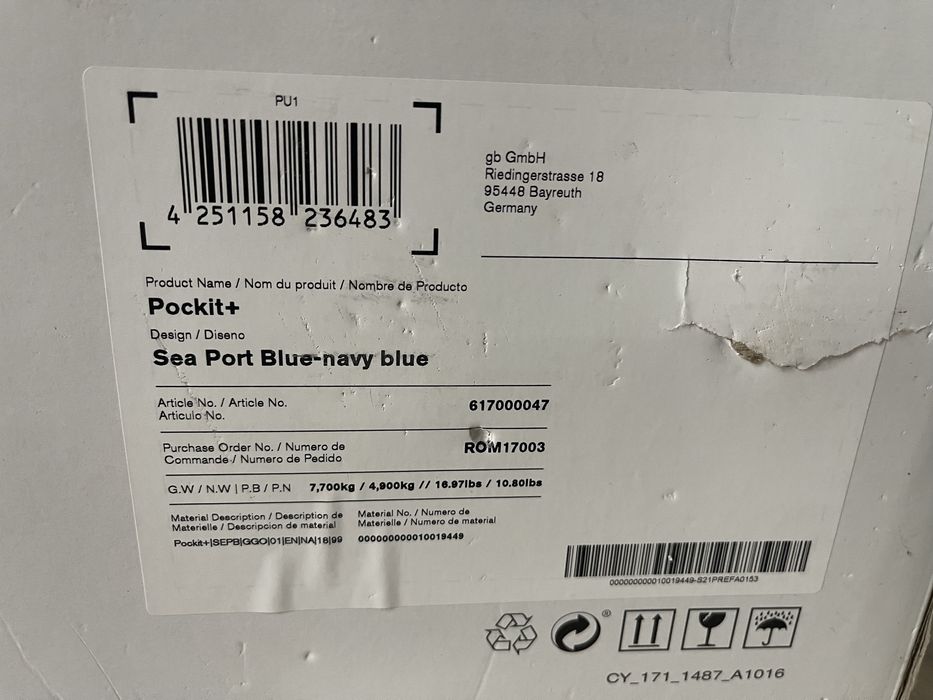 PU1
4 251158 236483
gb GmbH
Riedingerstrasse 18
95448 Bayreuth
Germany
Product Name / Nom du produit / Nombre de Producto
Pockit+
Design / Diseno
Sea Port Blue-navy blue
Article No. / Article No.
Articulo No.
617000047
Purchase Order No. / Numero de
Commande / Numero de Pedido
ROM17003
G.W / N.W | P.B / P.N 7,700kg / 4,900kg // 16.97lbs / 10.80lbs
Material Description / Description de
Materielle / Descripcion de material
Material No. / Numero de
Materielle / Numero de material
Pockit+|SEPB|GGO|01|EN|NA|18|99
000000000010019449
000000000010019449-S21PREFA0153
®
CY_171_1487_A1016